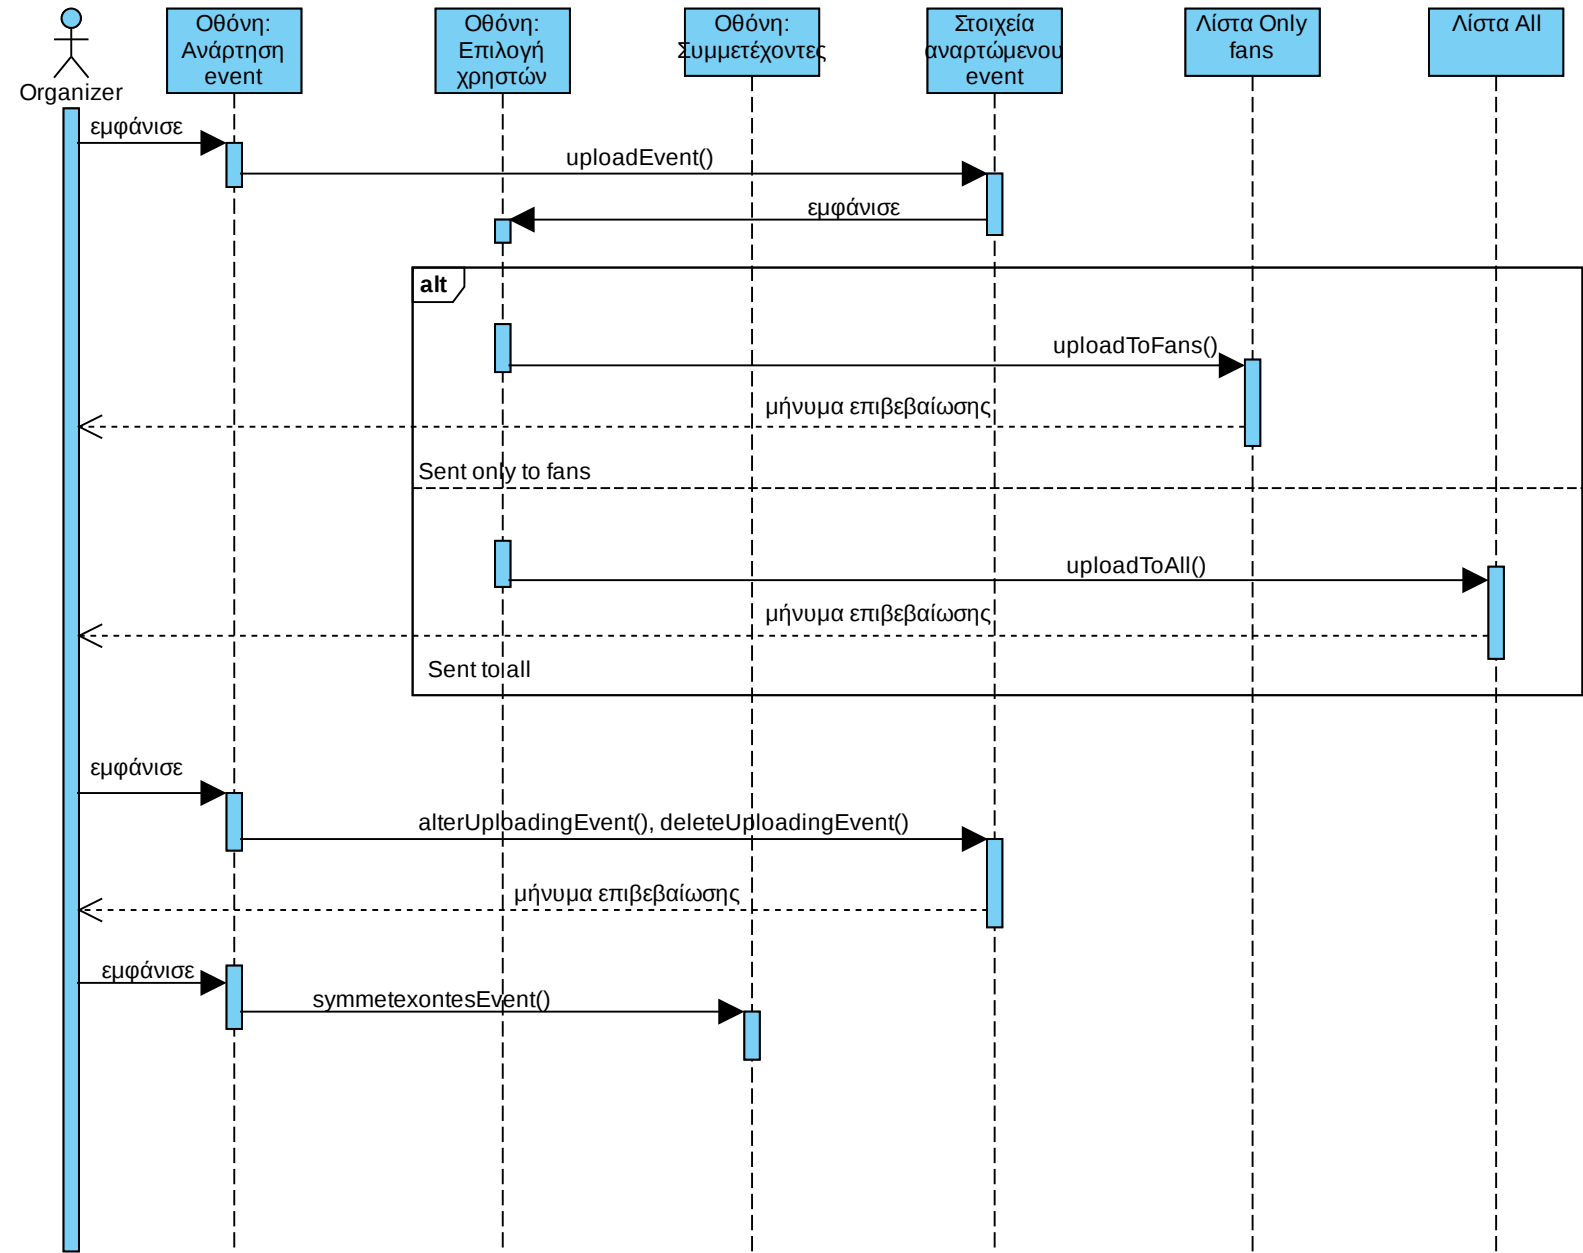 Organizer
Οθόνη:
Ανάρτηση
event
Οθόνη:
Επιλογή
χρηστών
Οθόνη:
Συμμετέχοντες
Στοιχεία
αναρτώμενου
event
Λίστα Only
fans
Λίστα All
εμφάνισε
uploadEvent()
εμφάνισε
alt
uploadToFans()
μήνυμα επιβεβαίωσης
Sent only to fans
uploadToAll()
μήνυμα επιβεβαίωσης
Sent to all
εμφάνισε
alterUploadingEvent(), deleteUploadingEvent()
μήνυμα επιβεβαίωσης
εμφάνισε
symmetexontesEvent()